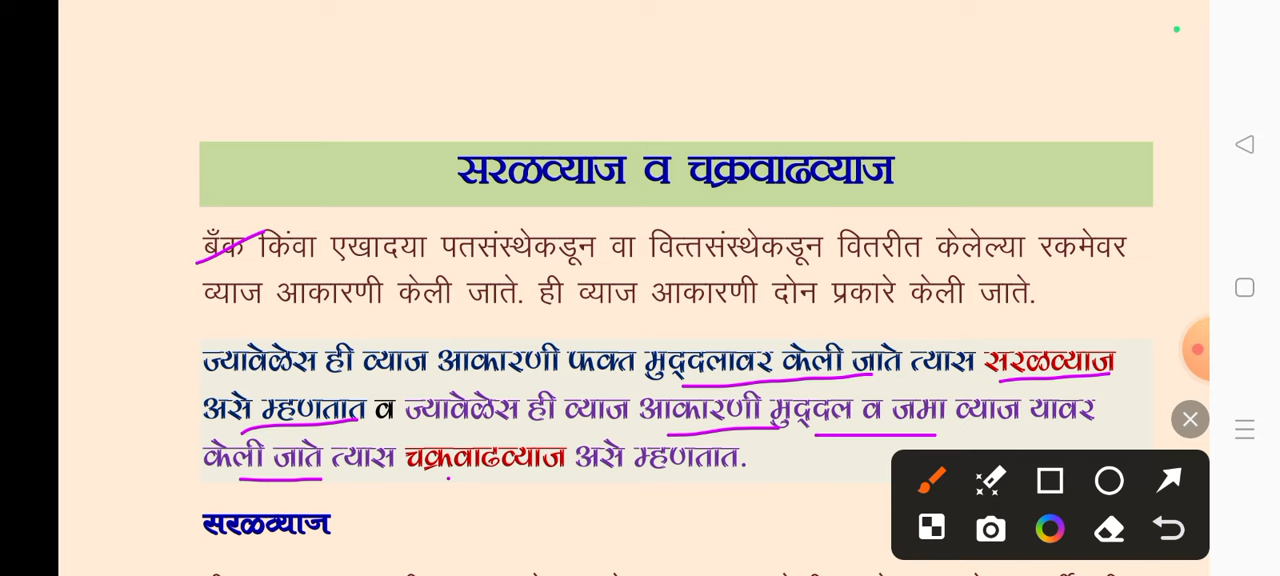 सरळव्याज व चक्रवाढव्याज
बँक किंवा एखादया पतसंस्थेकडून वा वित्तसंस्थेकडून वितरीत केलेल्या रकमेवर
व्याज आकारणी केली जाते. ही व्याज आकारणी दोन प्रकारे केली जाते.
ज्यावेळेस ही व्याज आकारणी फक्त मुद्दलावर केली जाते त्यास सरळव्याज
असे म्हणतात व ज्यावेळेस ही व्याज आकारणी मुद्दल व जमा व्याज यावर
केली जाते त्यास चक्रवाढव्याज असे म्हणतात.
सरळव्याज